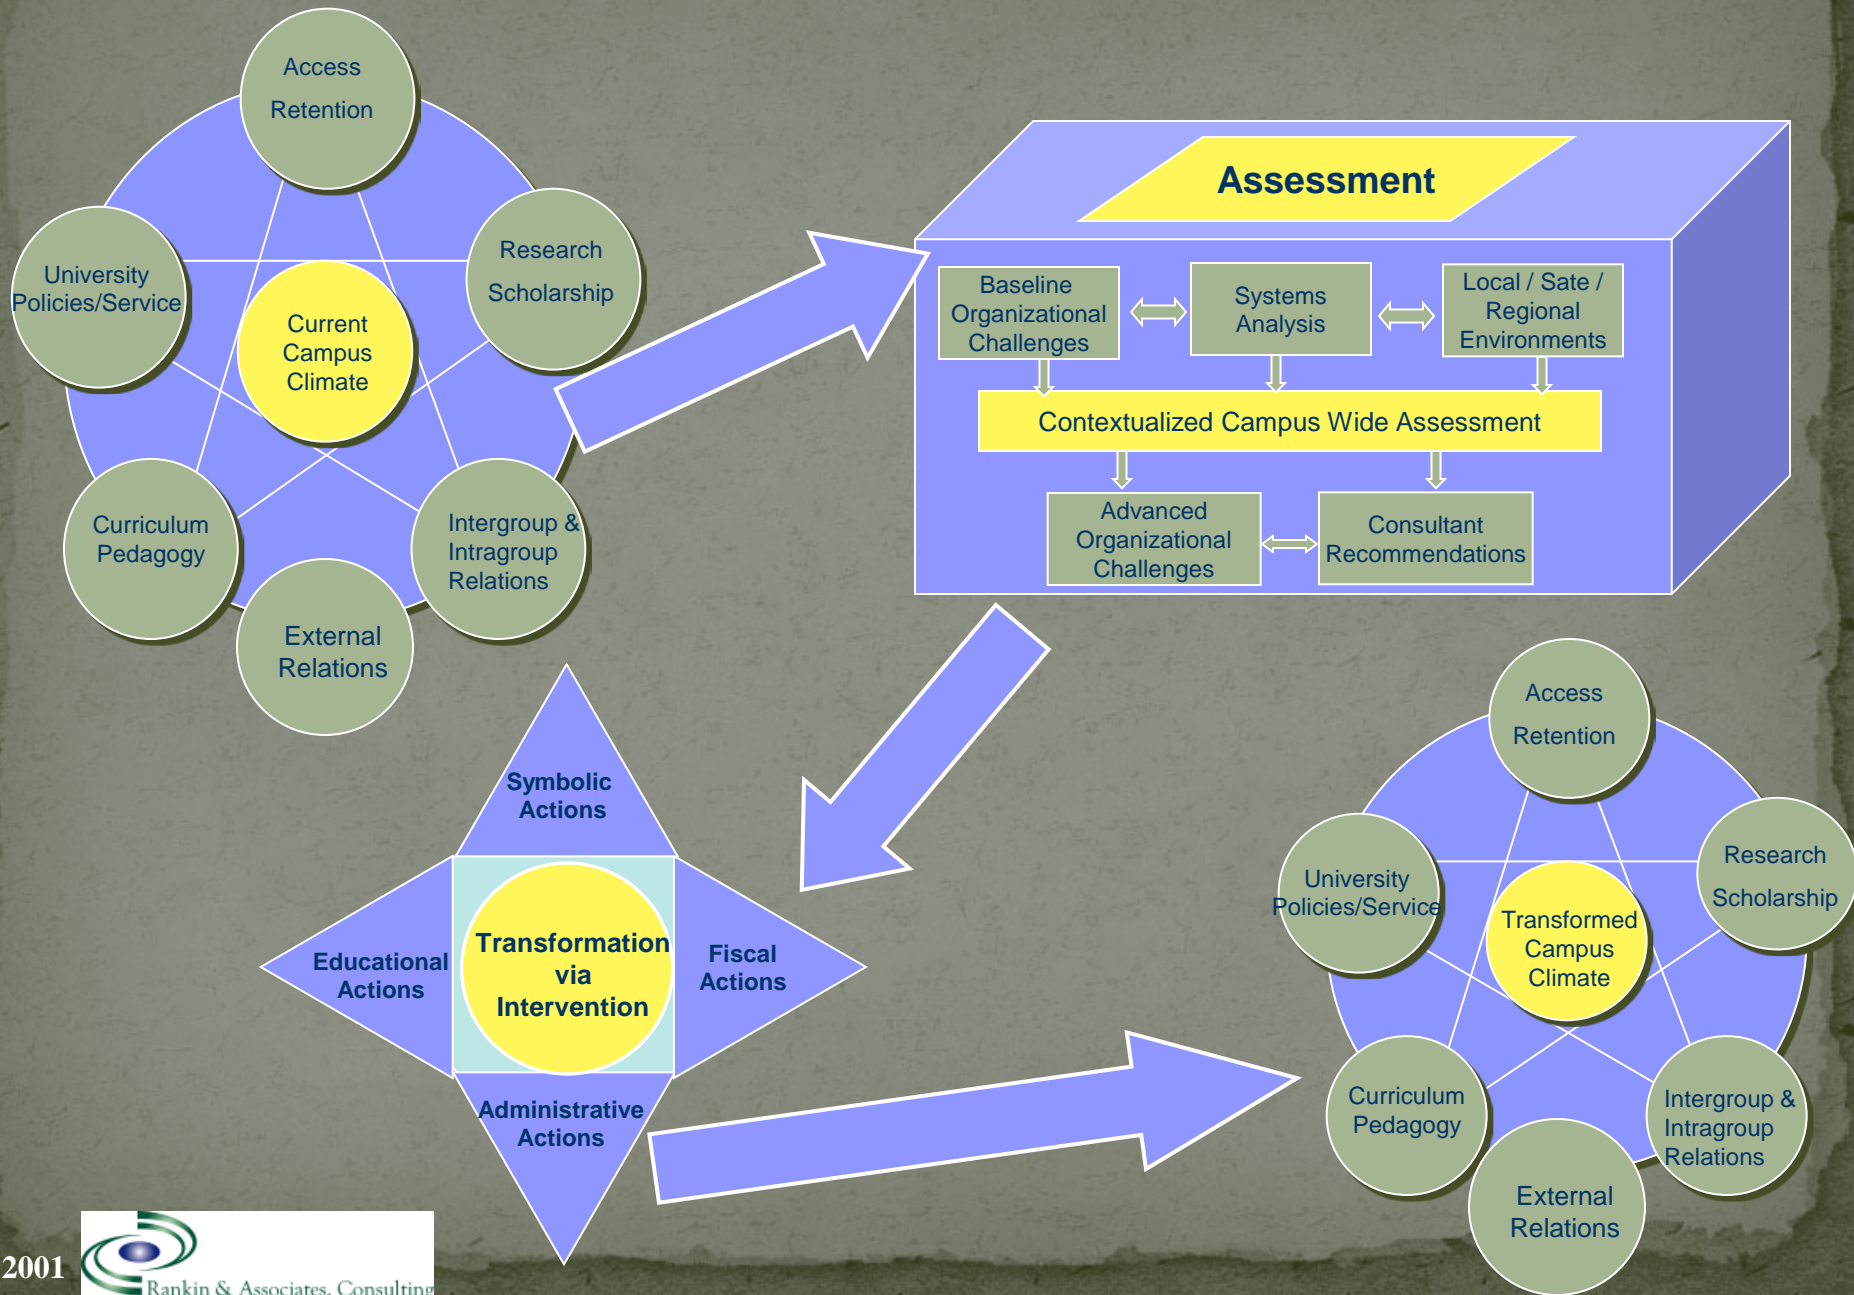 Access
Retention
Research
Scholarship
University
Policies/Service
Current
Campus
Climate
Curriculum
Pedagogy
Intergroup &
Intragroup
Relations
External
Relations
Assessment
Baseline
Organizational
Challenges
Systems
Analysis
Local / Sate /
Regional
Environments
Contextualized Campus Wide Assessment
Advanced
Organizational
Challenges
Consultant
Recommendations
Symbolic
Actions
Educational
Actions
Transformation
via
Intervention
Fiscal
Actions
Administrative
Actions
Access
Retention
Research
Scholarship
University
Policies/Service
Transformed
Campus
Climate
Curriculum
Pedagogy
Intergroup &
Intragroup
Relations
External
Relations
2001
Rankin & Associates, Consulting